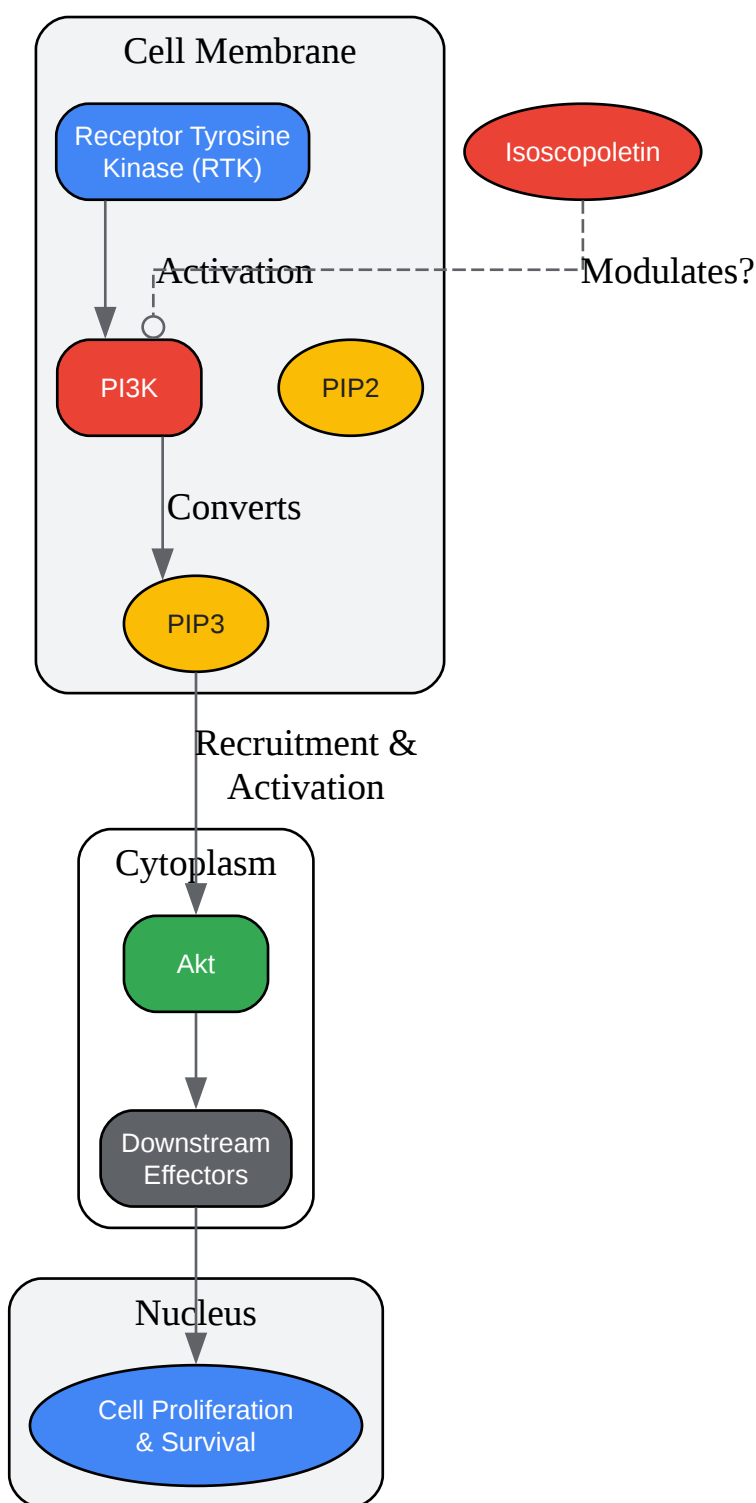 Cell Membrane
Receptor Tyrosine
Kinase (RTK)
Isoscopoletin
Activation
Modulates?
PI3K
PIP2
Converts
PIP3
Recruitment &
Activation
Cytoplasm
Akt
Downstream
Effectors
Nucleus
Cell Proliferation
& Survival